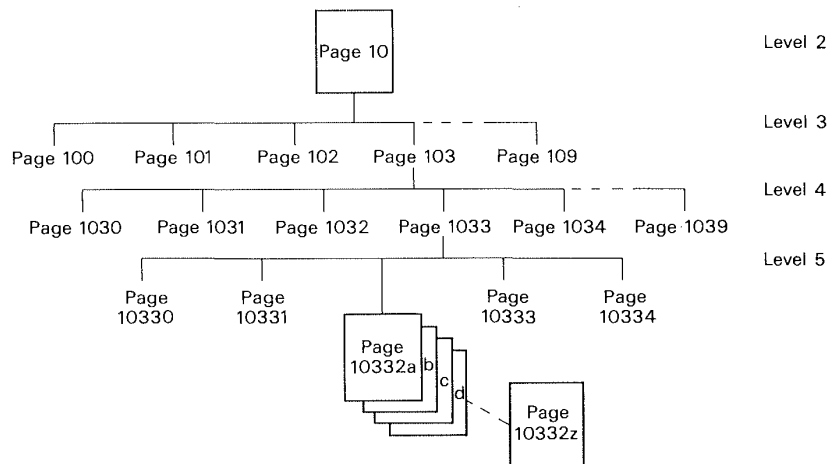 Page 10
Level 2
Level 3
Page 100 Page 101 Page 102 Page 103 Page 109
Level 4
Page 1030 Page 1031 Page 1032 Page 1033 Page 1034 Page 1039
Level 5
Page
10330
Page
10331
Page
10333
Page
10334
Page
10332a
b
c
d
Page
10332z